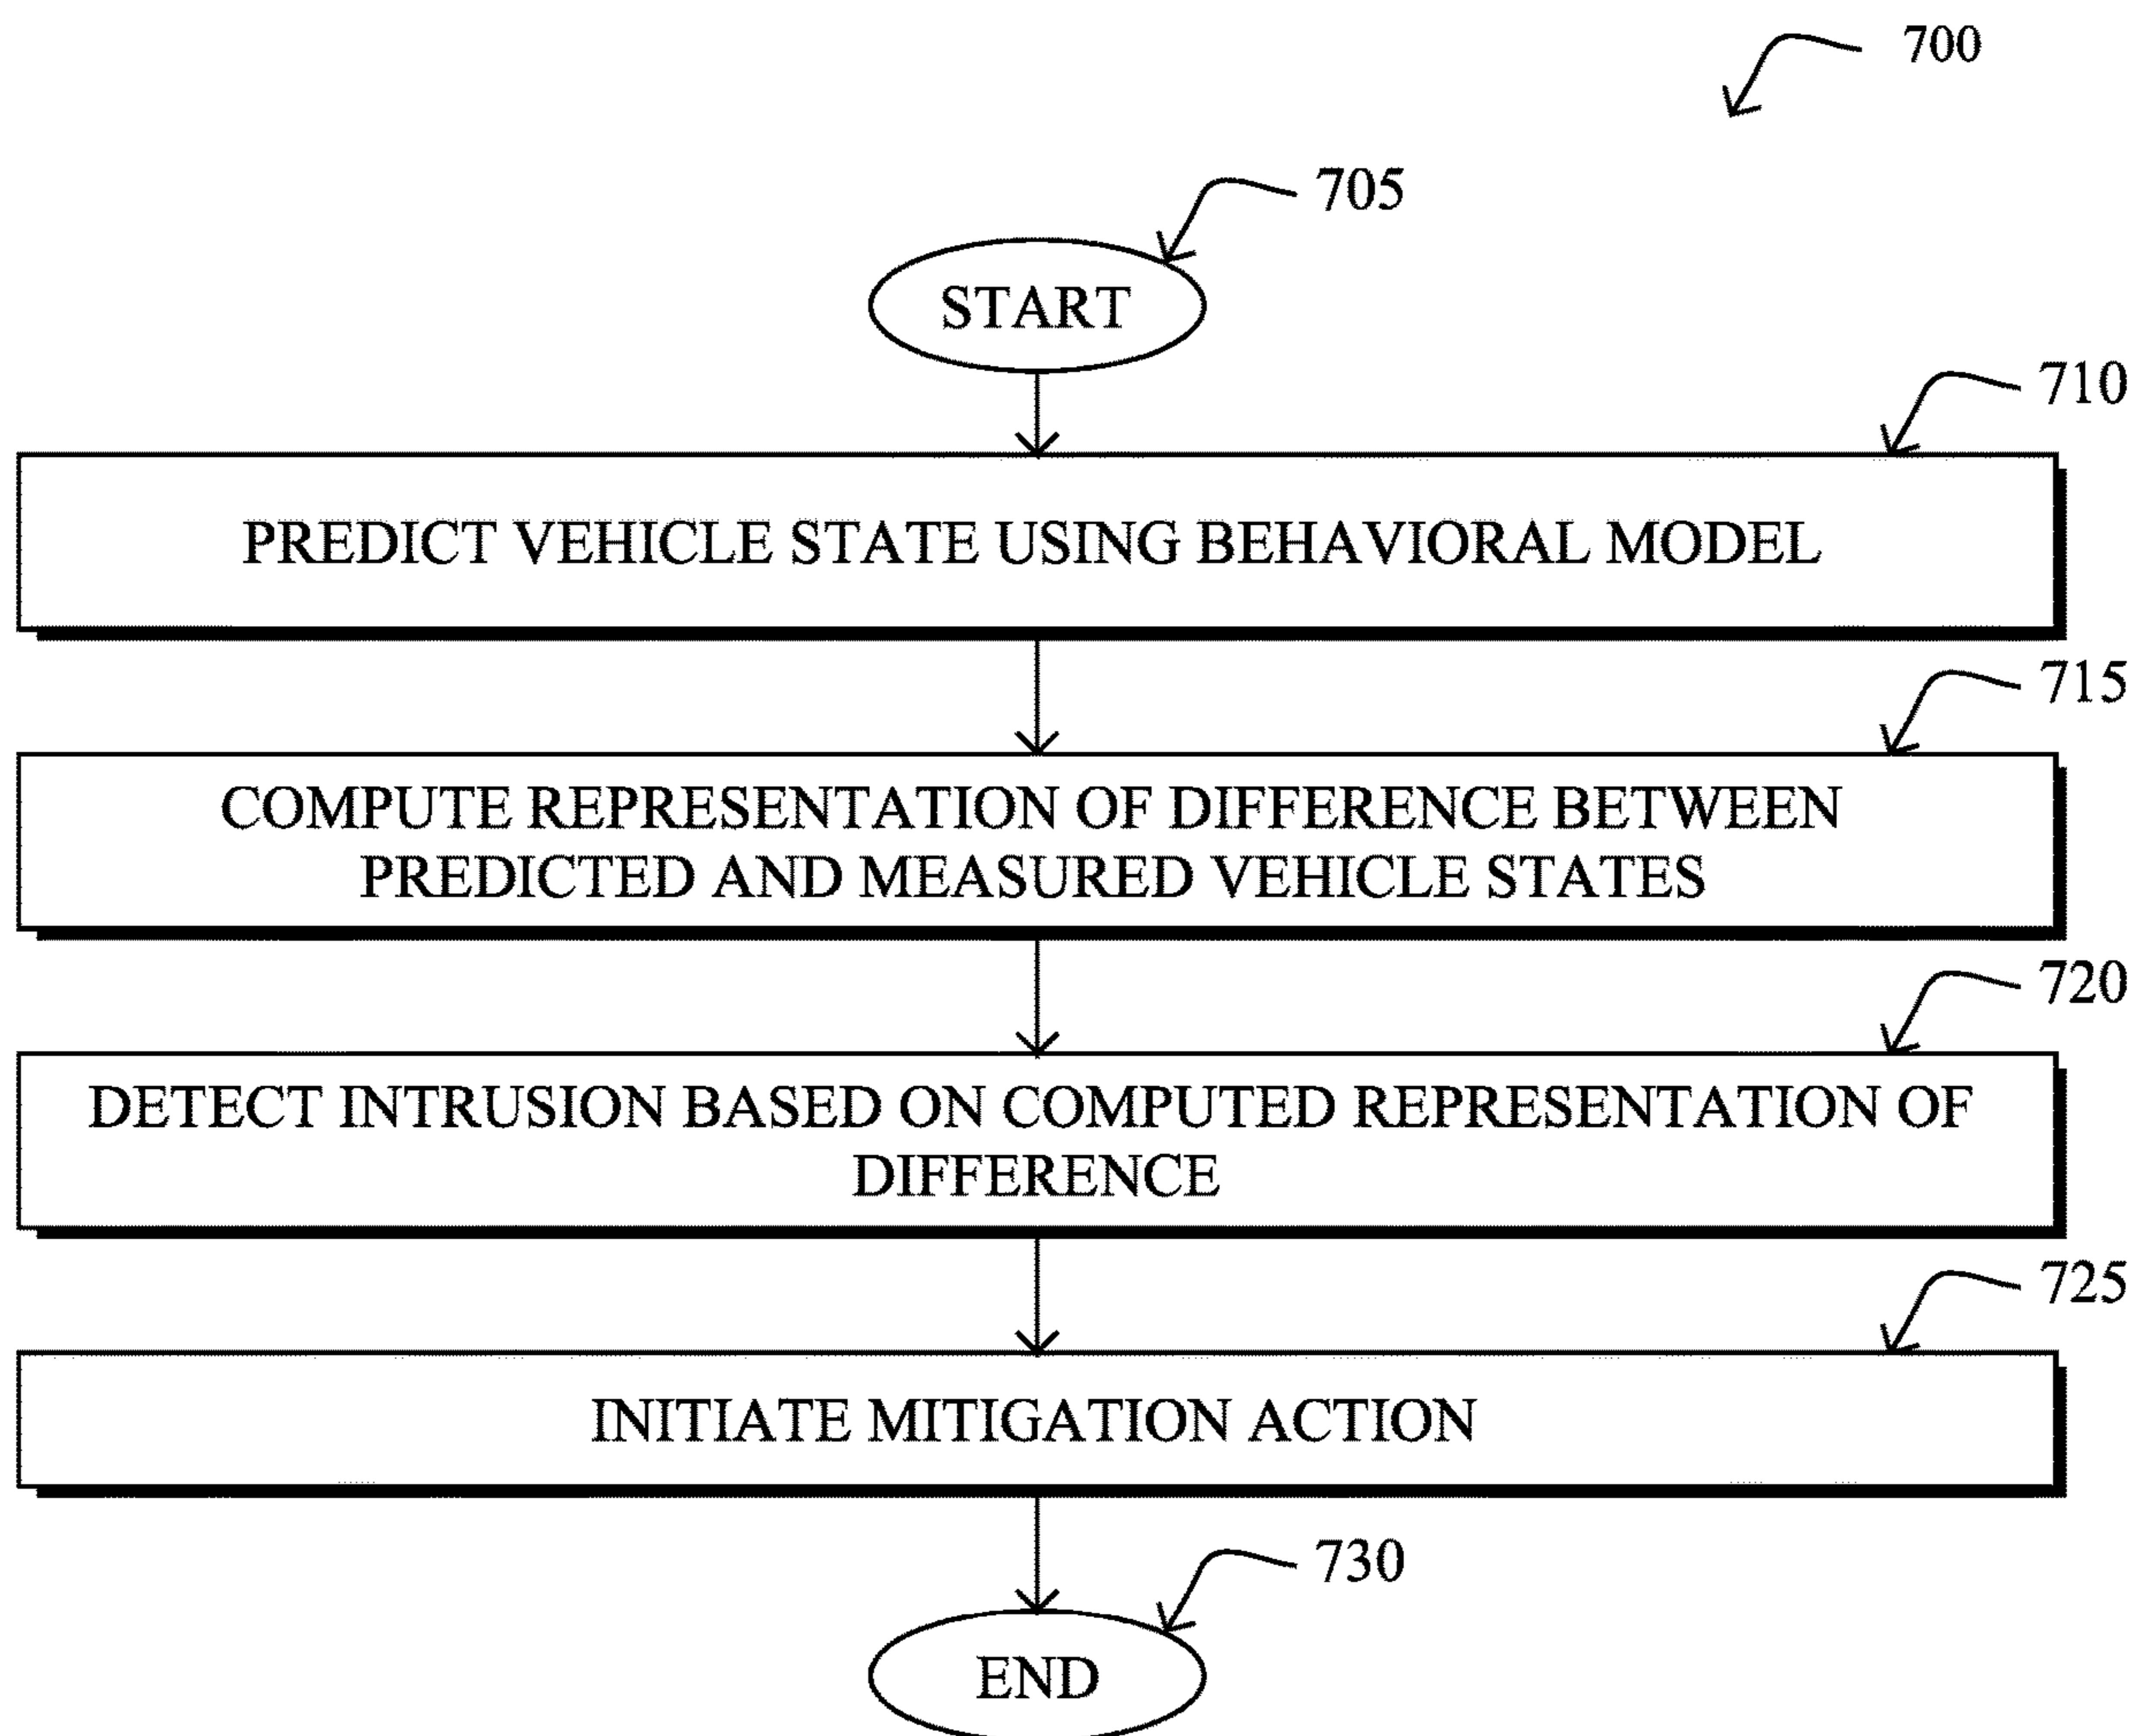 700
705
START
710
PREDICT VEHICLE STATE USING BEHAVIORAL MODEL
715
COMPUTE REPRESENTATION OF DIFFERENCE BETWEEN
PREDICTED AND MEASURED VEHICLE STATES
720
DETECT INTRUSION BASED ON COMPUTED REPRESENTATION OF
DIFFERENCE
725
INITIATE MITIGATION ACTION
730
END